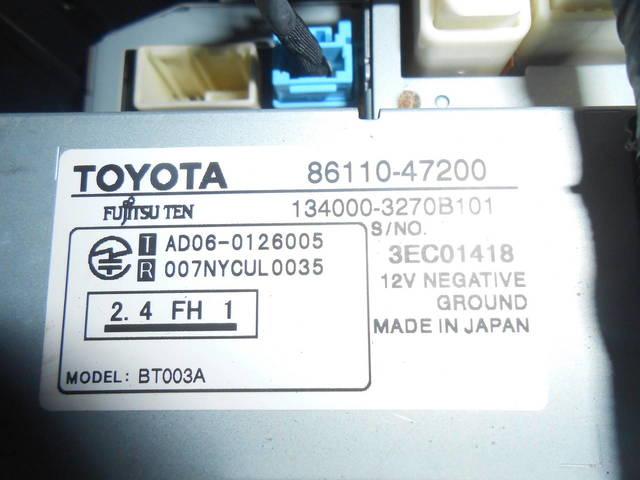 TOYOTA 86110-47200
FUJITSU TEN 134000-3270B101
S/NO.
3EC01418
12V NEGATIVE
GROUND
MADE IN JAPAN
T AD06-0126005
R 007NYCUL0035
2.4 FH 1
MODEL: BT003A